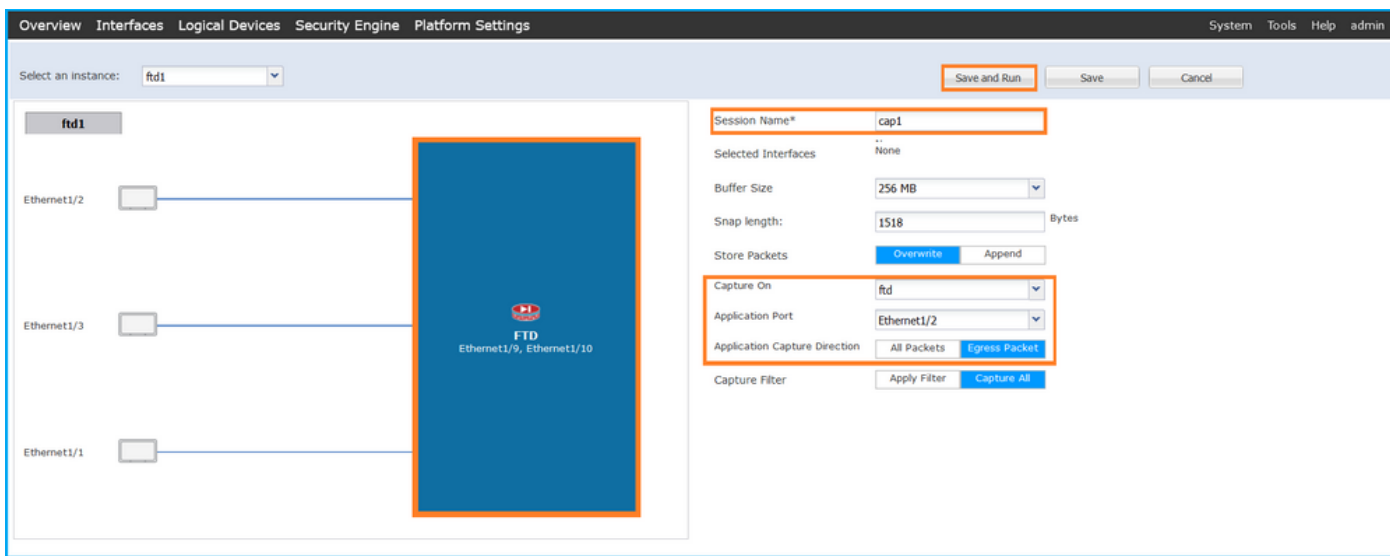 Overview Interfaces Logical Devices Security Engine Platform Settings System Tools Help admin
Select an instance: ftd1 Save and Run Save Cancel
ftd1
Ethernet1/2
Ethernet1/3
Ethernet1/1
FTD
Ethernet1/9, Ethernet1/10
Session Name* cap1
Selected Interfaces None
Buffer Size 256 MB
Snap length: 1518 Bytes
Store Packets Overwrite Append
Capture On ftd
Application Port Ethernet1/2
Application Capture Direction All Packets Egress Packet
Capture Filter Apply Filter Capture All